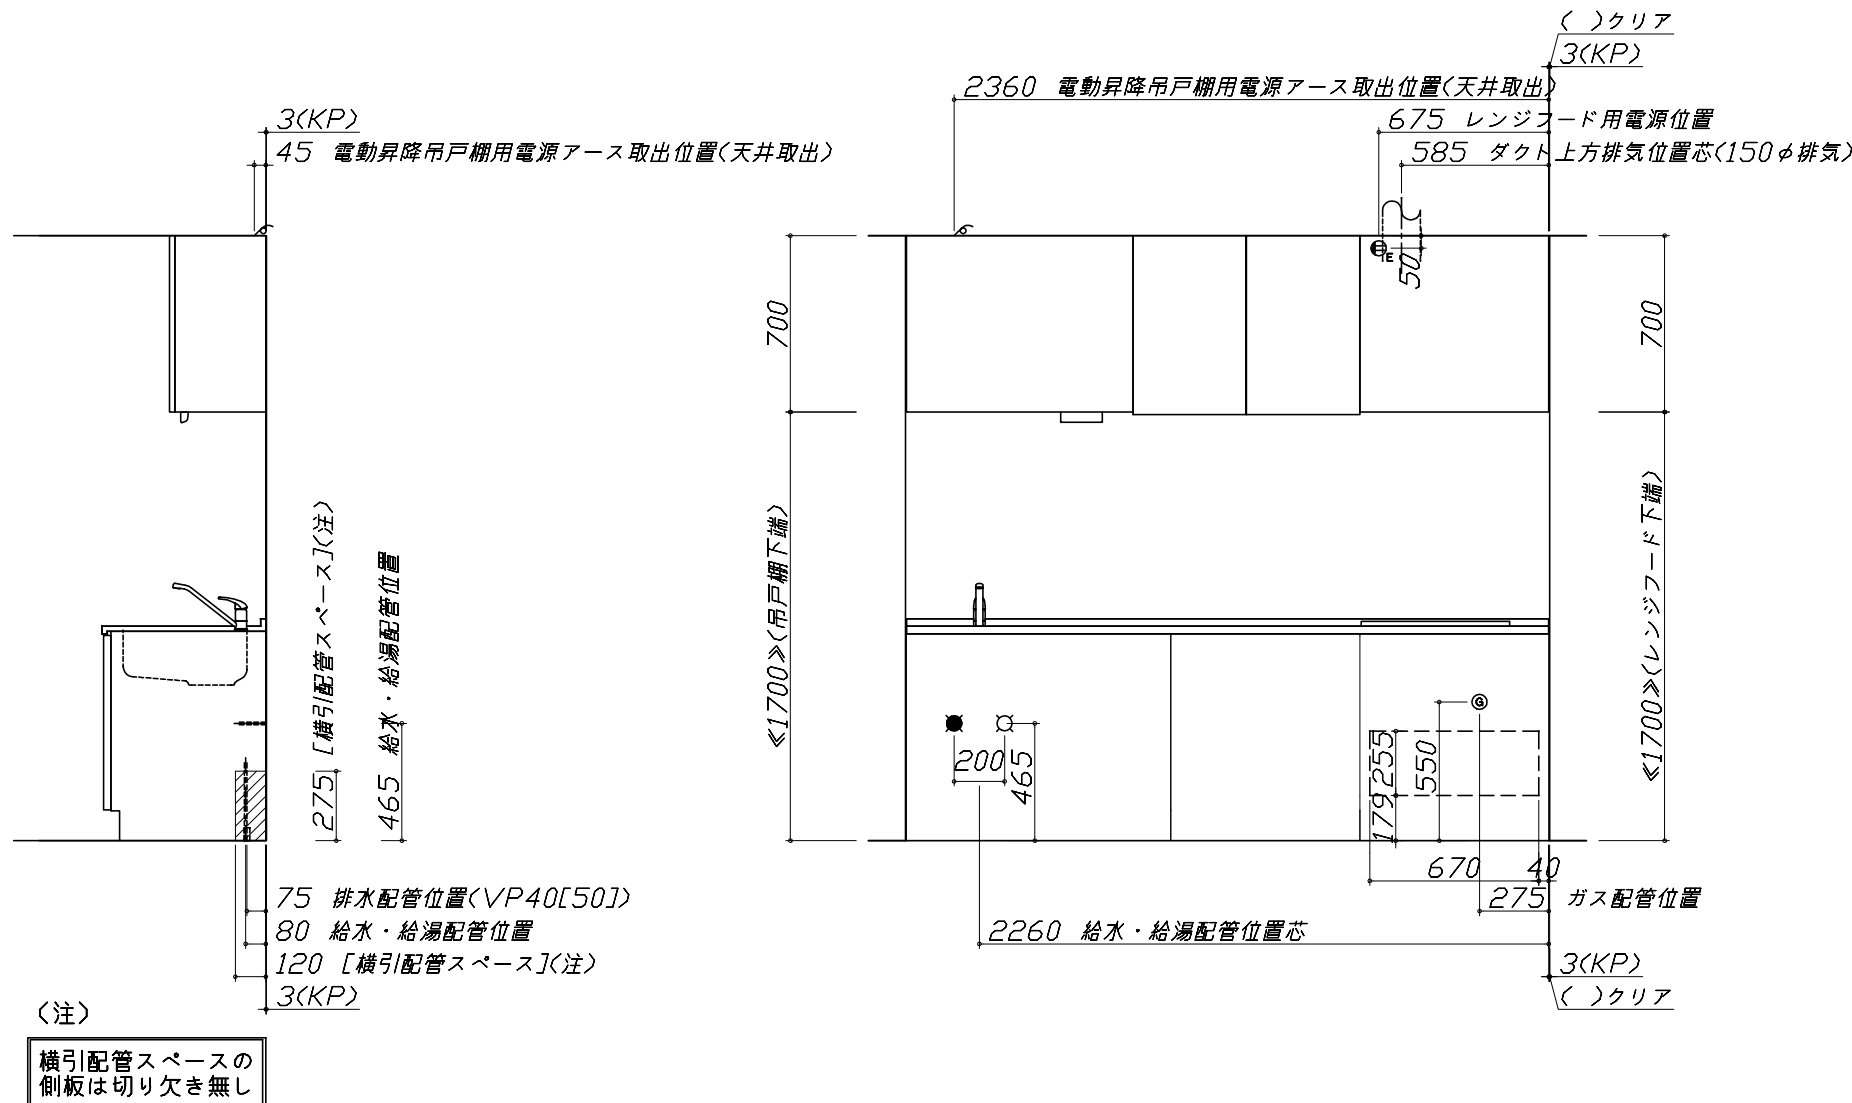 ( )クリア
3(KP)
2360 電動昇降吊戸棚用電源アース取出位置(天井取出)
3(KP)
675 レンジフード用電源位置
45 電動昇降吊戸棚用電源アース取出位置(天井取出)
585 ダクト上方排気位置芯(150φ排気)
E
50
700
700
275 [横引配管スペース](注)
465 給水・給湯配管位置
≪1700≫(吊戸棚下端)
≪1700≫(レンジフード下端)
G
200
465
179
255
550
670
40
75 排水配管位置(VP40[50])
275 ガス配管位置
80 給水・給湯配管位置
2260 給水・給湯配管位置芯
120 [横引配管スペース](注)
3(KP)
3(KP)
( )クリア
(注)
横引配管スペースの
側板は切り欠き無し